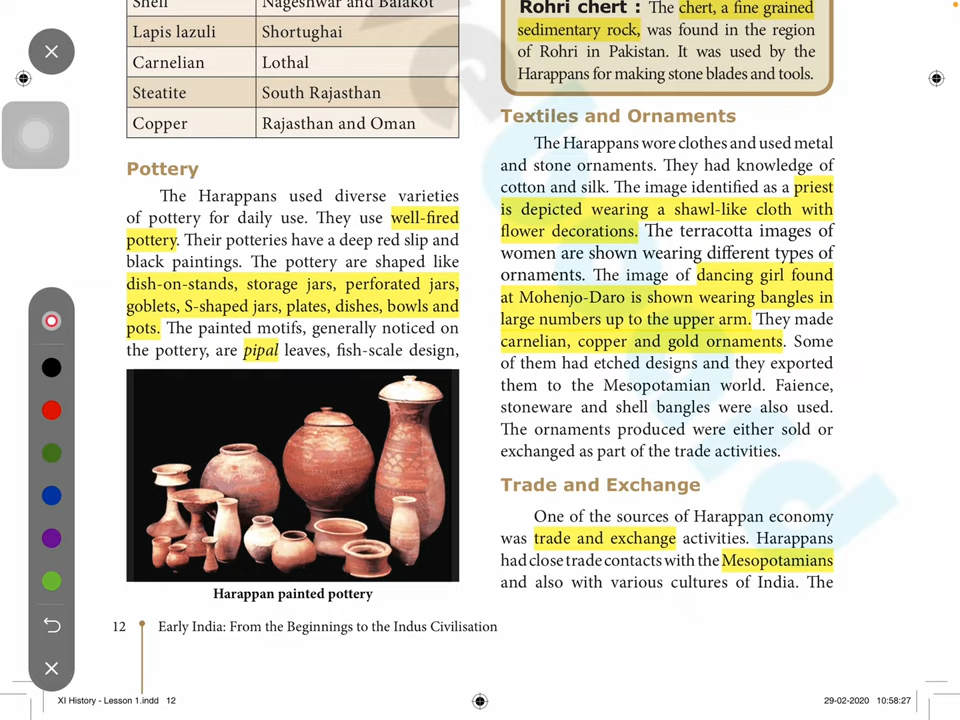 Shell Nageshwar and Balakot
Lapis lazuli Shortughai
Carnelian Lothal
Steatite South Rajasthan
Copper Rajasthan and Oman
Pottery
The Harappans used diverse varieties
of pottery for daily use. They use well-fired
pottery. Their potteries have a deep red slip and
black paintings. The pottery are shaped like
dish-on-stands, storage jars, perforated jars,
goblets, S-shaped jars, plates, dishes, bowls and
pots. The painted motifs, generally noticed on
the pottery, are pipal leaves, fish-scale design,
Harappan painted pottery
Rohri chert : The chert, a fine grained
sedimentary rock, was found in the region
of Rohri in Pakistan. It was used by the
Harappans for making stone blades and tools.
Textiles and Ornaments
The Harappans wore clothes and used metal
and stone ornaments. They had knowledge of
cotton and silk. The image identified as a priest
is depicted wearing a shawl-like cloth with
flower decorations. The terracotta images of
women are shown wearing different types of
ornaments. The image of dancing girl found
at Mohenjo-Daro is shown wearing bangles in
large numbers up to the upper arm. They made
carnelian, copper and gold ornaments. Some
of them had etched designs and they exported
them to the Mesopotamian world. Faience,
stoneware and shell bangles were also used.
The ornaments produced were either sold or
exchanged as part of the trade activities.
Trade and Exchange
One of the sources of Harappan economy
was trade and exchange activities. Harappans
had close trade contacts with the Mesopotamians
and also with various cultures of India. The
12 Early India: From the Beginnings to the Indus Civilisation
XI History - Lesson 1.indd 12 29-02-2020 10:58:27